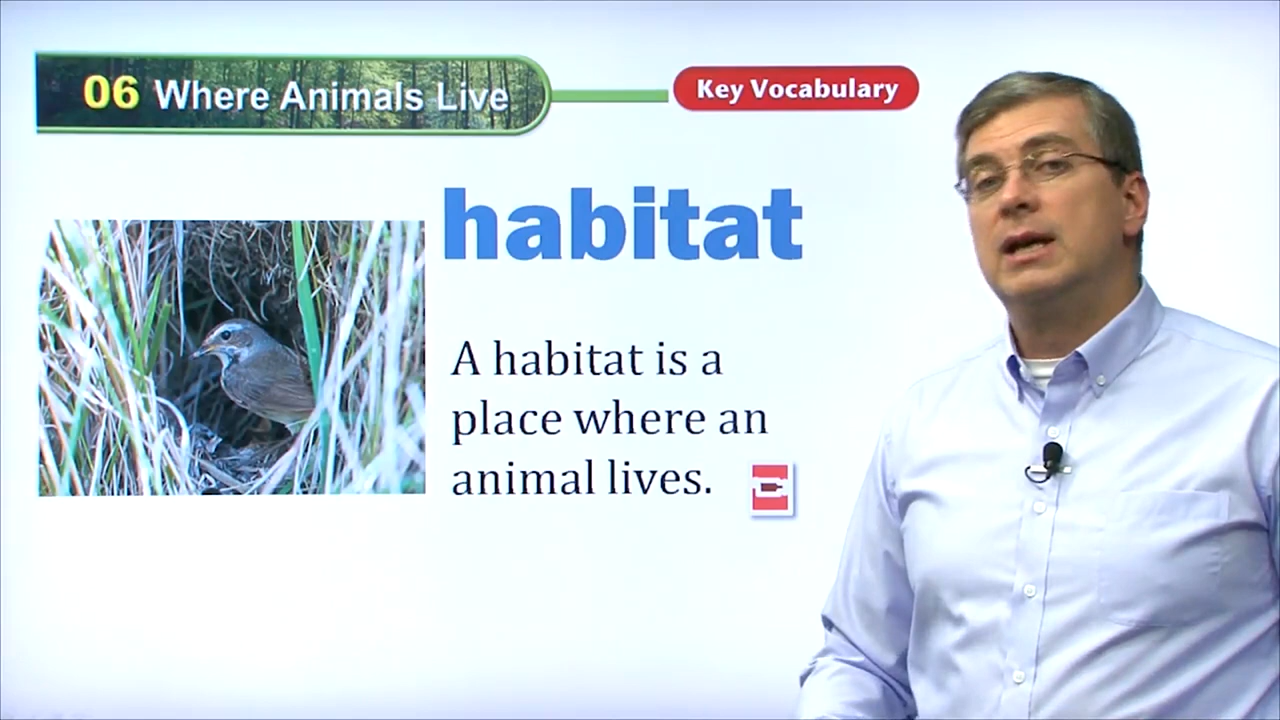 06 Where Animals Live
Key Vocabulary
habitat
A habitat is a
place where an
animal lives.